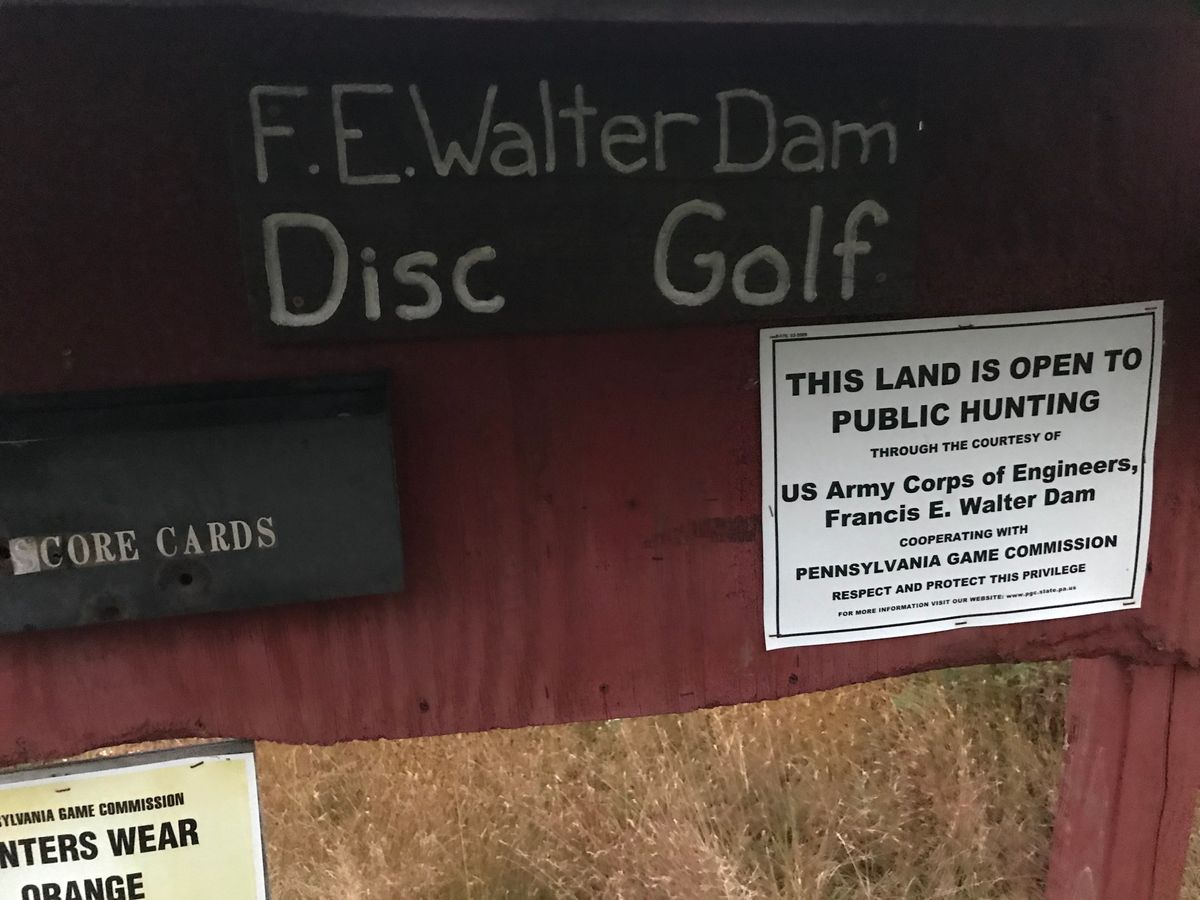 F.E.Walter Dam
Disc Golf
SCORE CARDS
THIS LAND IS OPEN TO
PUBLIC HUNTING
THROUGH THE COURTESY OF
US Army Corps of Engineers,
Francis E. Walter Dam
COOPERATING WITH
PENNSYLVANIA GAME COMMISSION
RESPECT AND PROTECT THIS PRIVILEGE
FOR MORE INFORMATION VISIT OUR WEBSITE: www.pgc.state.pa.us
SYLVANIA GAME COMMISSION
NTERS WEAR
ORANGE